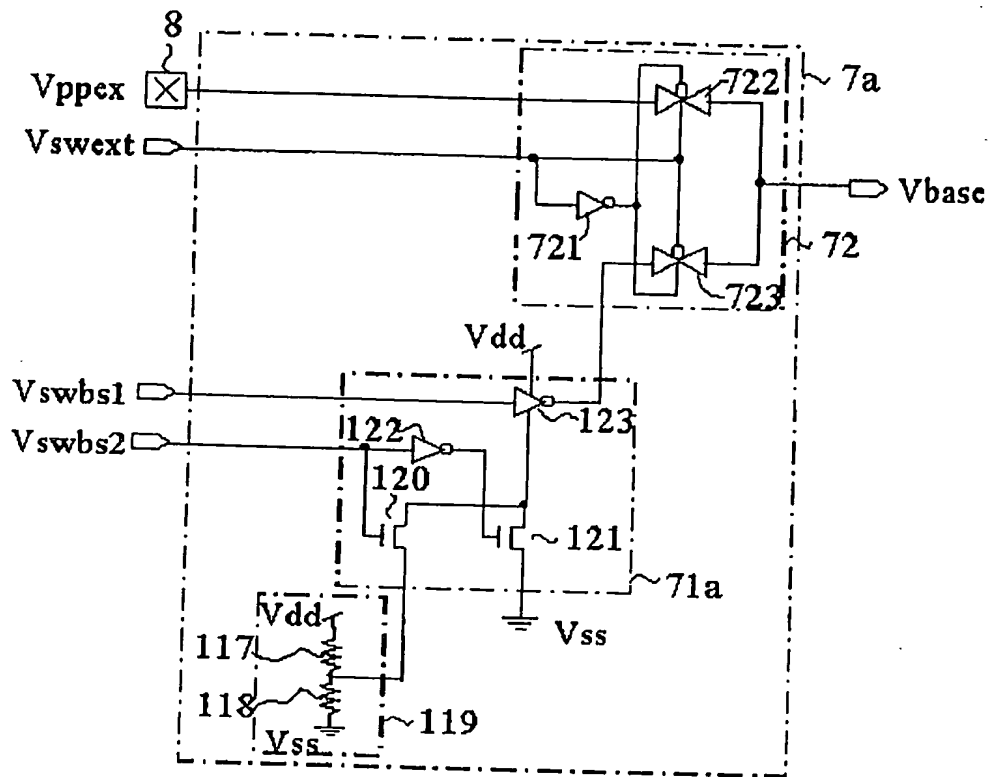 8
Vppex
722
7a
Vswext
Vbase
721
72
723
Vdd
Vswbs1
123
122
Vswbs2
120
121
71a
Vdd
Vss
117
118
119
Vss